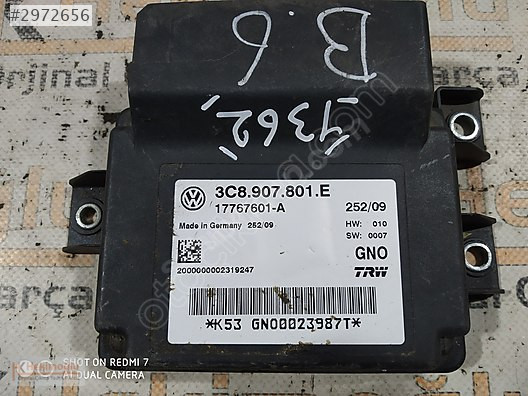 #2972656
B.6
1362
3C8.907.801.E
17767601-A
252/09
Made in Germany 252/09
HW: 010
SW: 0007
GNO
2000000002319247
TRW
*K53 GNO0023987T*
SHOT ON REDMI 7
AI DUAL CAMERA